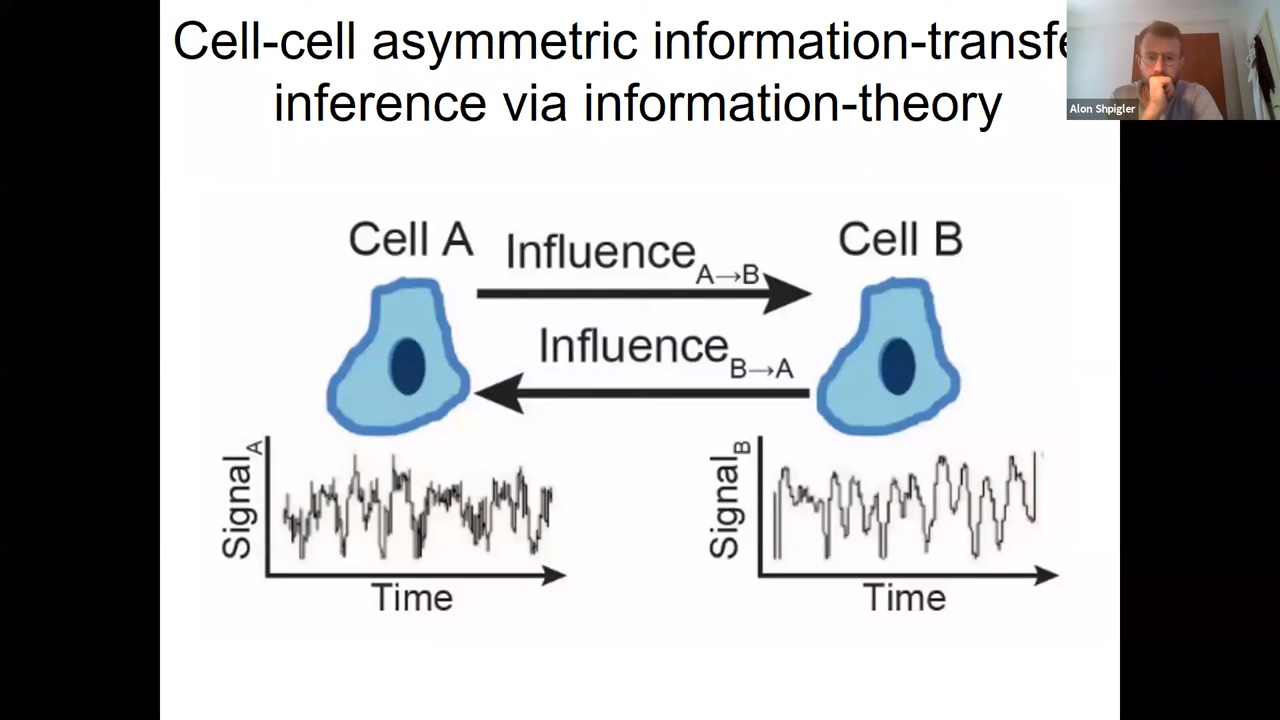 Cell-cell asymmetric information-transfe
inference via information-theory
Alon Shpigler
Cell A
Influence A→B
Cell B
Influence B→A
Signal A
Time
Signal B
Time